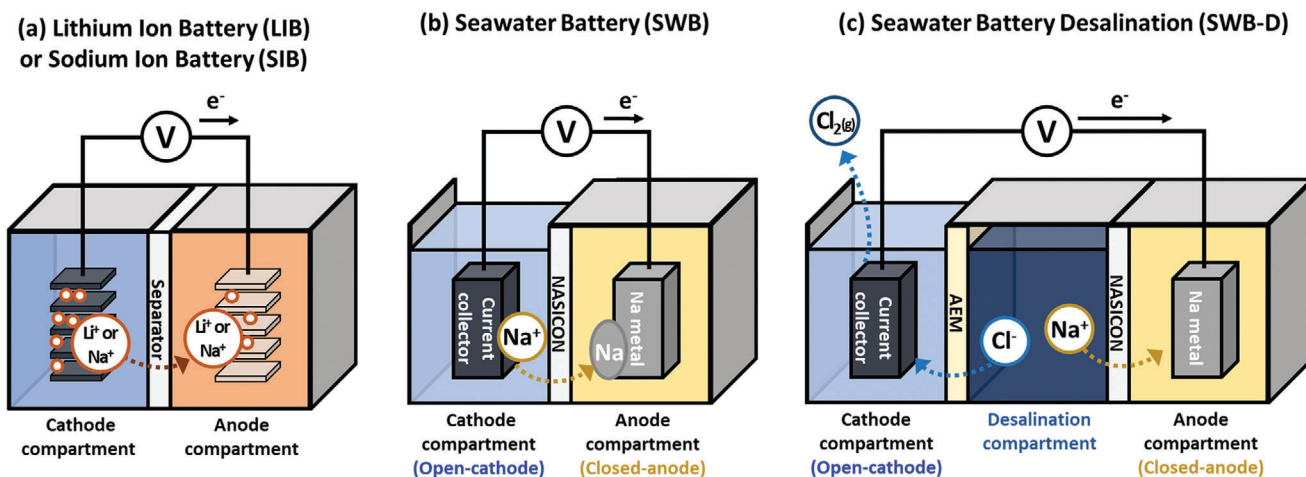 (a) Lithium Ion Battery (LIB)
or Sodium Ion Battery (SIB)
e⁻
V
Separator
Li⁺ or
Na⁺
Li⁺ or
Na⁺
Cathode
compartment
Anode
compartment
(b) Seawater Battery (SWB)
e⁻
V
Current
collector
Na⁺
NASICON
Na
Na metal
Cathode
compartment
(Open-cathode)
Anode
compartment
(Closed-anode)
(c) Seawater Battery Desalination (SWB-D)
Cl₂(g)
e⁻
V
Current
collector
AEM
Cl⁻
Na⁺
NASICON
Na metal
Cathode
compartment
(Open-cathode)
Desalination
compartment
Anode
compartment
(Closed-anode)